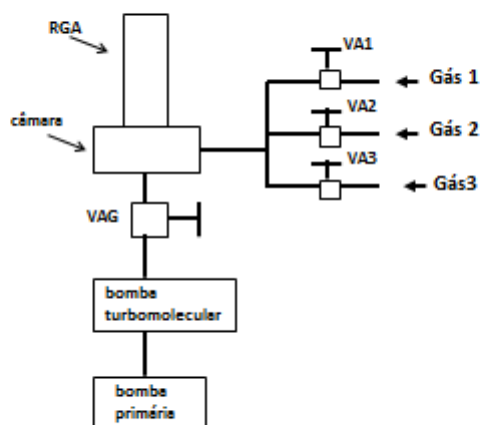 RGA
câmara
VA1
Gás 1
VA2
Gás 2
VA3
Gás3
VAG
bomba
turbomolecular
bomba
primária